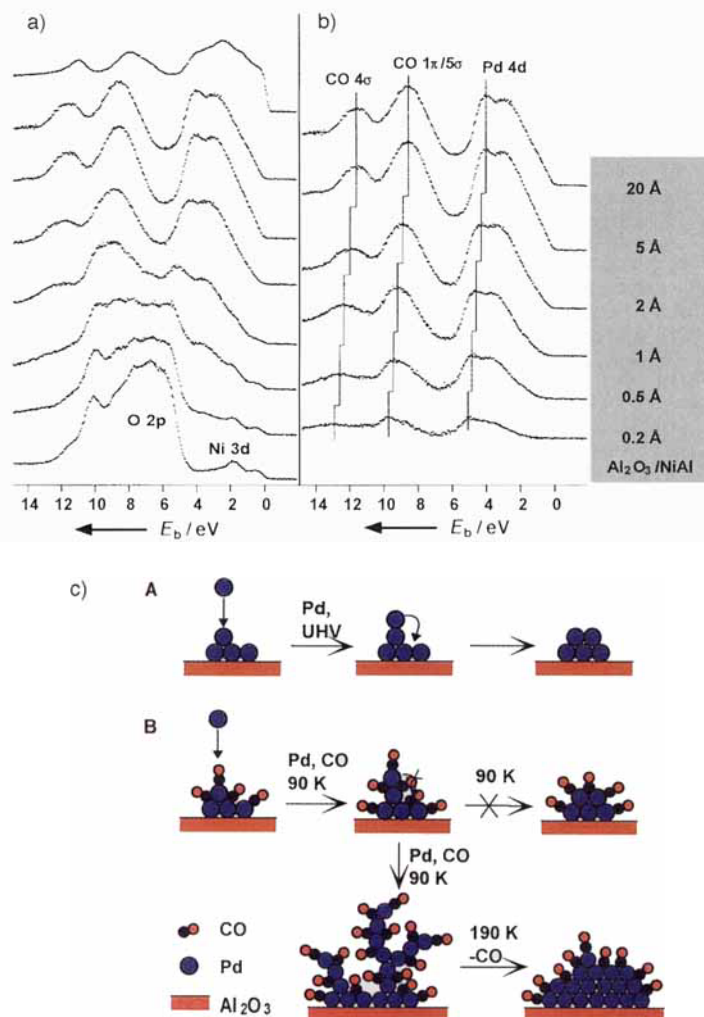 a)
b)
CO 4σ
CO 1π/5σ
Pd 4d
O 2p
Ni 3d
20 Å
5 Å
2 Å
1 Å
0.5 Å
0.2 Å
Al₂O₃/NiAl
14 12 10 8 6 4 2 0
14 12 10 8 6 4 2 0
E_b / eV
E_b / eV
c)
A
Pd,
UHV
B
Pd, CO
90 K
90 K
Pd, CO
90 K
190 K
-CO
CO
Pd
Al₂O₃